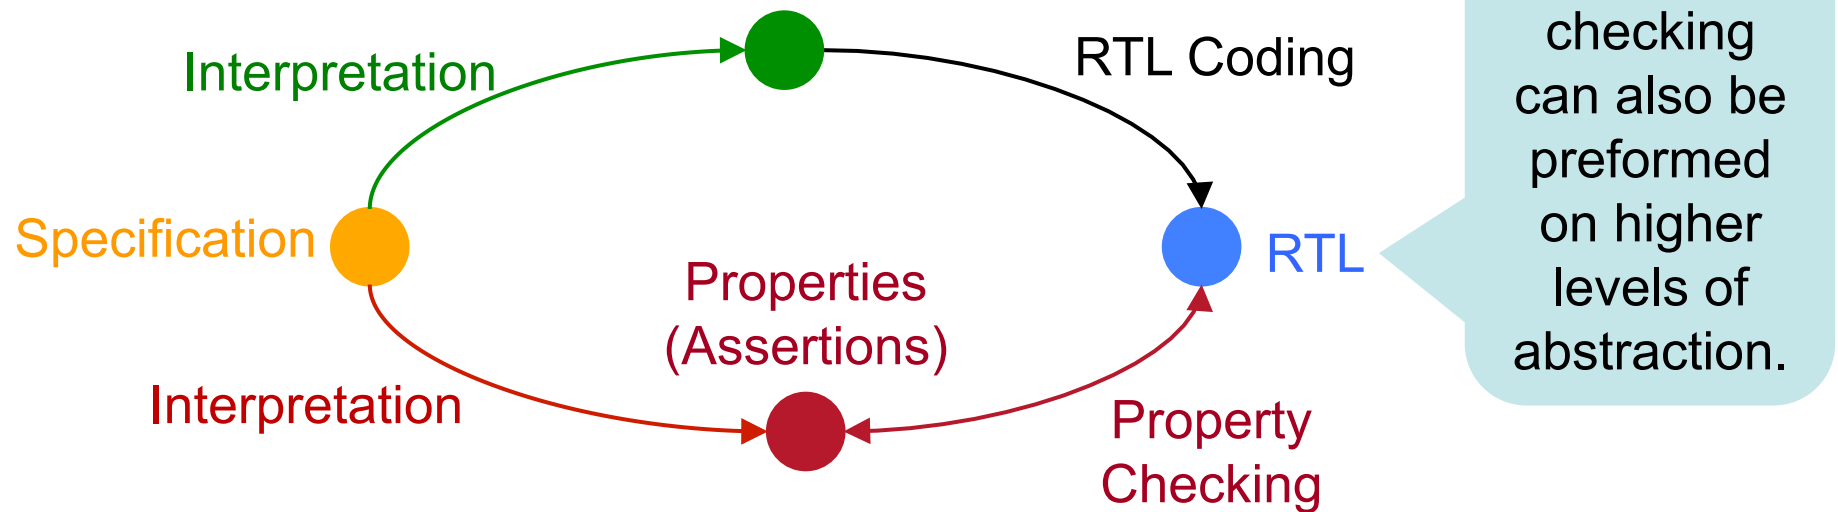 Interpretation
RTL Coding
Specification
RTL
Properties
(Assertions)
Interpretation
Property
Checking
checking
can also be
preformed
on higher
levels of
abstraction.